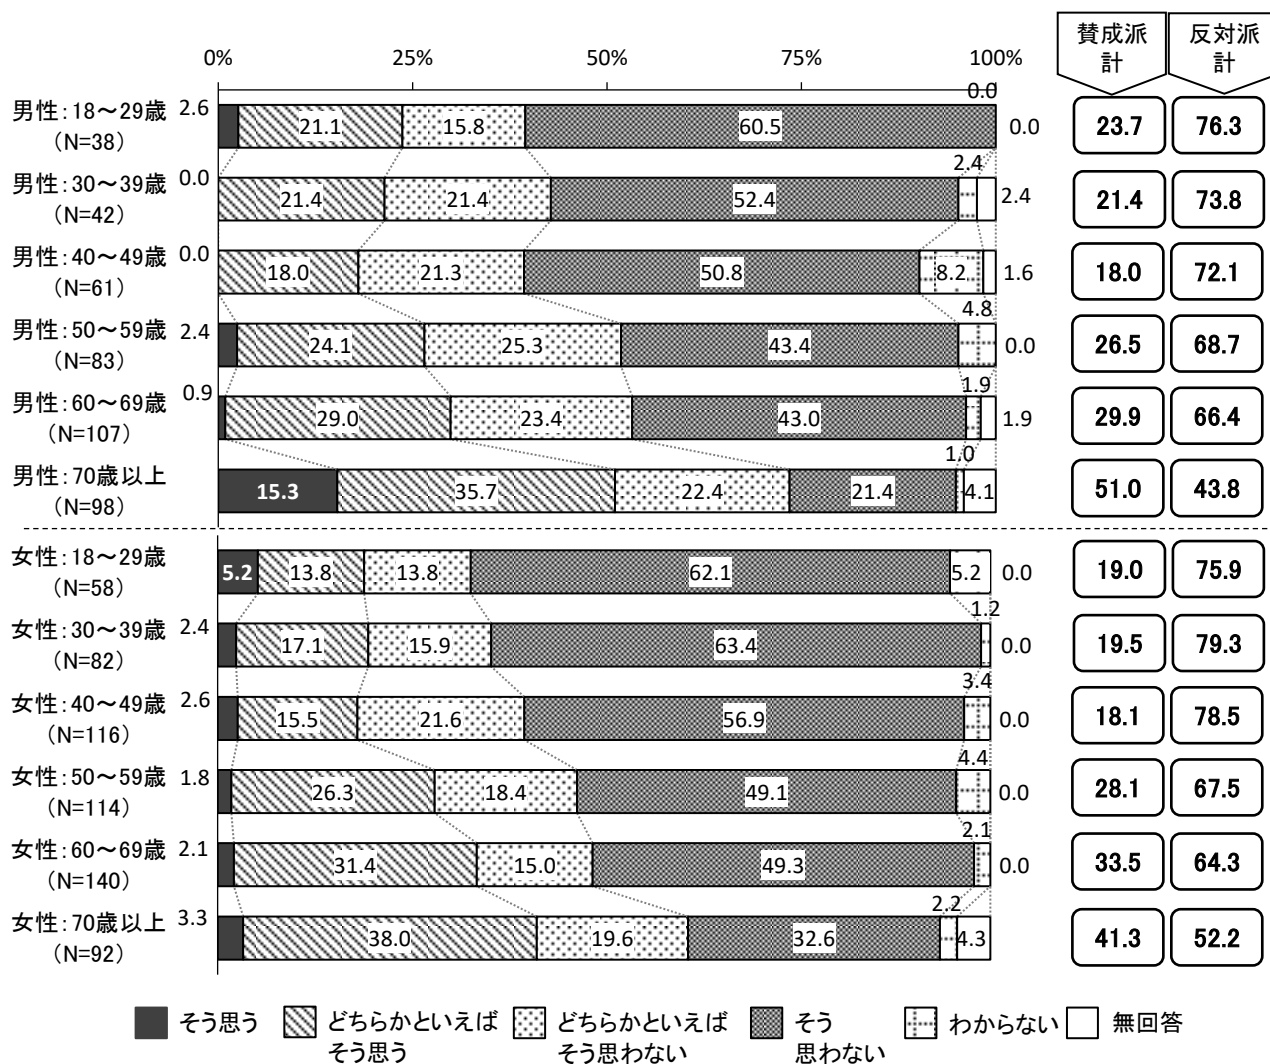 賛成派
計
反対派
計
0%
25%
50%
75%
100%
男性：18～29歳
(N=38)
2.6
21.1
15.8
60.5
0.0
0.0
23.7
76.3
男性：30～39歳
(N=42)
0.0
21.4
21.4
52.4
2.4
2.4
21.4
73.8
男性：40～49歳
(N=61)
0.0
18.0
21.3
50.8
8.2
1.6
18.0
72.1
男性：50～59歳
(N=83)
2.4
24.1
25.3
43.4
4.8
0.0
26.5
68.7
男性：60～69歳
(N=107)
0.9
29.0
23.4
43.0
1.9
1.9
29.9
66.4
男性：70歳以上
(N=98)
15.3
35.7
22.4
21.4
1.0
4.1
51.0
43.8
女性：18～29歳
(N=58)
5.2
13.8
13.8
62.1
5.2
0.0
19.0
75.9
女性：30～39歳
(N=82)
2.4
17.1
15.9
63.4
1.2
0.0
19.5
79.3
女性：40～49歳
(N=116)
2.6
15.5
21.6
56.9
3.4
0.0
18.1
78.5
女性：50～59歳
(N=114)
1.8
26.3
18.4
49.1
4.4
0.0
28.1
67.5
女性：60～69歳
(N=140)
2.1
31.4
15.0
49.3
2.1
0.0
33.5
64.3
女性：70歳以上
(N=92)
3.3
38.0
19.6
32.6
2.2
4.3
41.3
52.2
そう思う
どちらかといえば
そう思う
どちらかといえば
そう思わない
そう
思わない
わからない
無回答